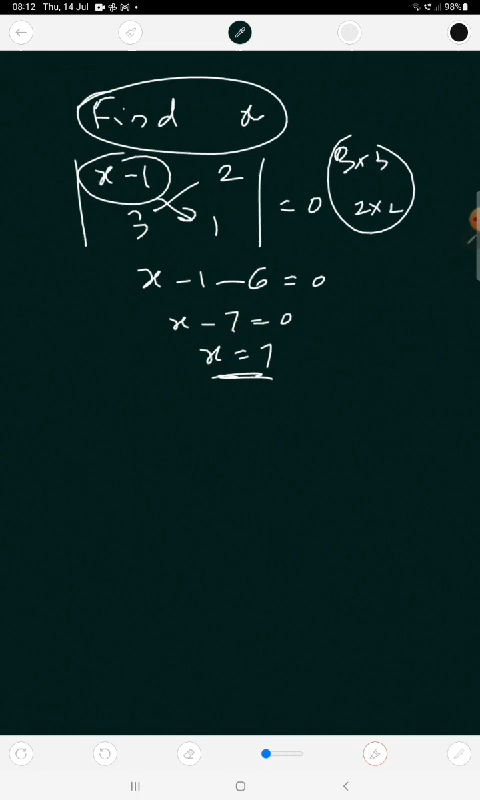 08:12 Thu, 14 Jul 98%
Find x
| x - 1 2 | 3 x 3
| 3 1 | = 0 2 x 2
x - 1 - 6 = 0
x - 7 = 0
x = 7